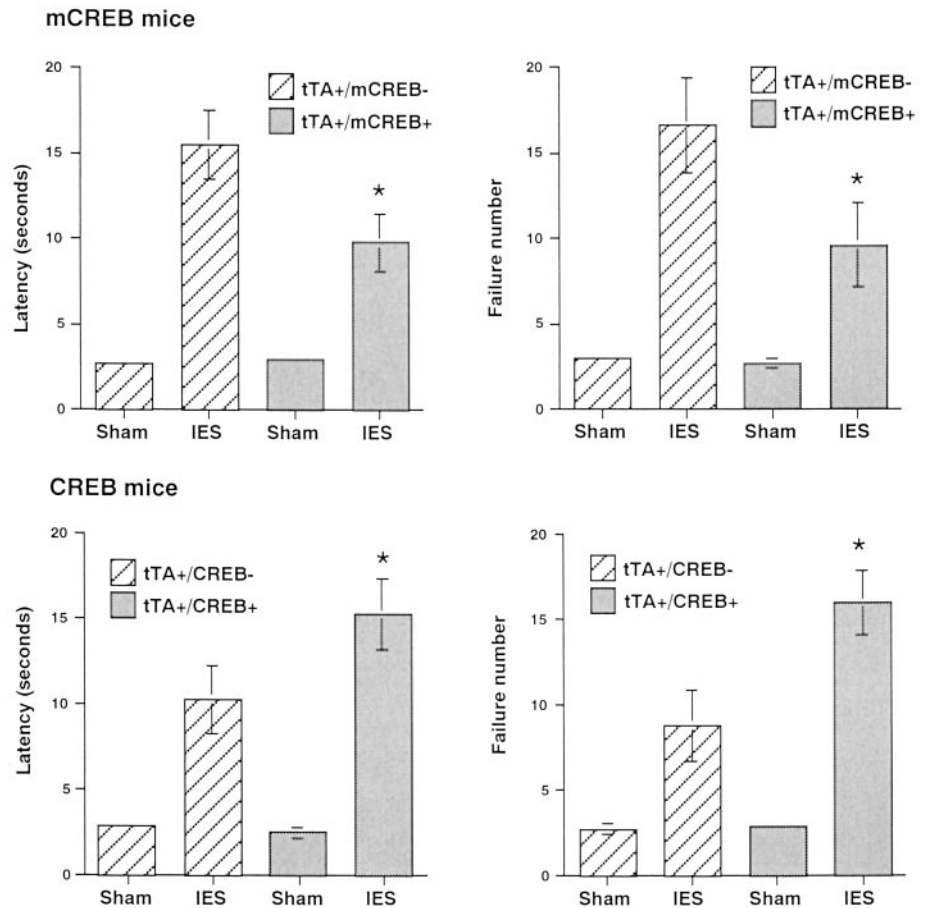 mCREB mice
20
15
10
5
0
Latency (seconds)
tTA+/mCREB-
tTA+/mCREB+
*
Sham IES Sham IES
20
15
10
5
0
Failure number
tTA+/mCREB-
tTA+/mCREB+
*
Sham IES Sham IES
CREB mice
20
15
10
5
0
Latency (seconds)
tTA+/CREB-
tTA+/CREB+
*
Sham IES Sham IES
20
15
10
5
0
Failure number
tTA+/CREB-
tTA+/CREB+
*
Sham IES Sham IES